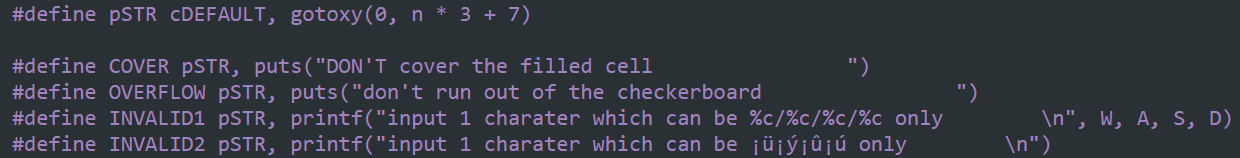 #define pSTR cDEFAULT, gotoxy(0, n * 3 + 7)
#define COVER pSTR, puts("DON'T cover the filled cell                ")
#define OVERFLOW pSTR, puts("don't run out of the checkerboard                ")
#define INVALID1 pSTR, printf("input 1 charater which can be %c/%c/%c/%c only        \n", W, A, S, D)
#define INVALID2 pSTR, printf("input 1 charater which can be ¡ü¡ý¡û¡ú only        \n")